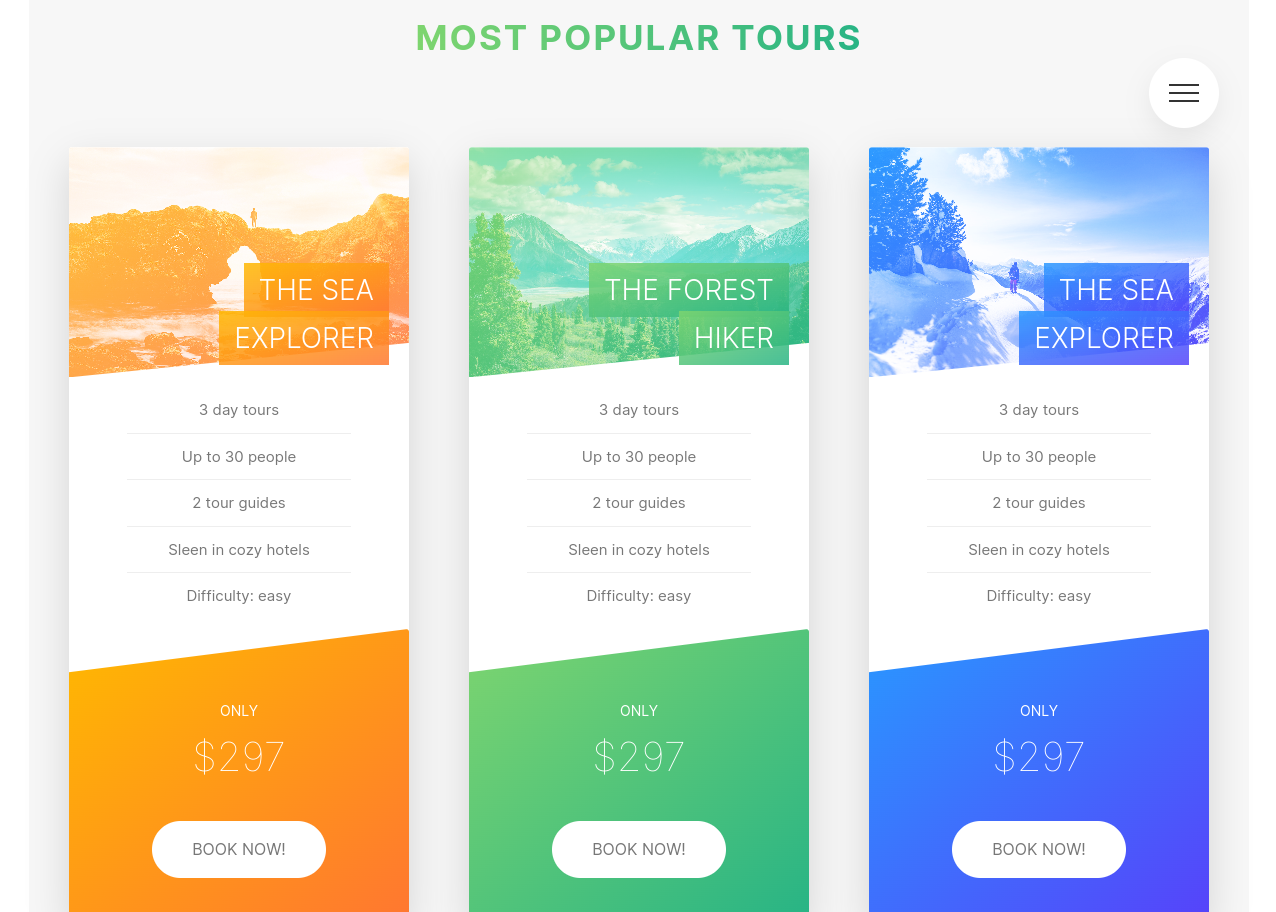 MOST POPULAR TOURS
THE SEA
EXPLORER
3 day tours
Up to 30 people
2 tour guides
Sleen in cozy hotels
Difficulty: easy
ONLY
$297
BOOK NOW!
THE FOREST
HIKER
3 day tours
Up to 30 people
2 tour guides
Sleen in cozy hotels
Difficulty: easy
ONLY
$297
BOOK NOW!
THE SEA
EXPLORER
3 day tours
Up to 30 people
2 tour guides
Sleen in cozy hotels
Difficulty: easy
ONLY
$297
BOOK NOW!